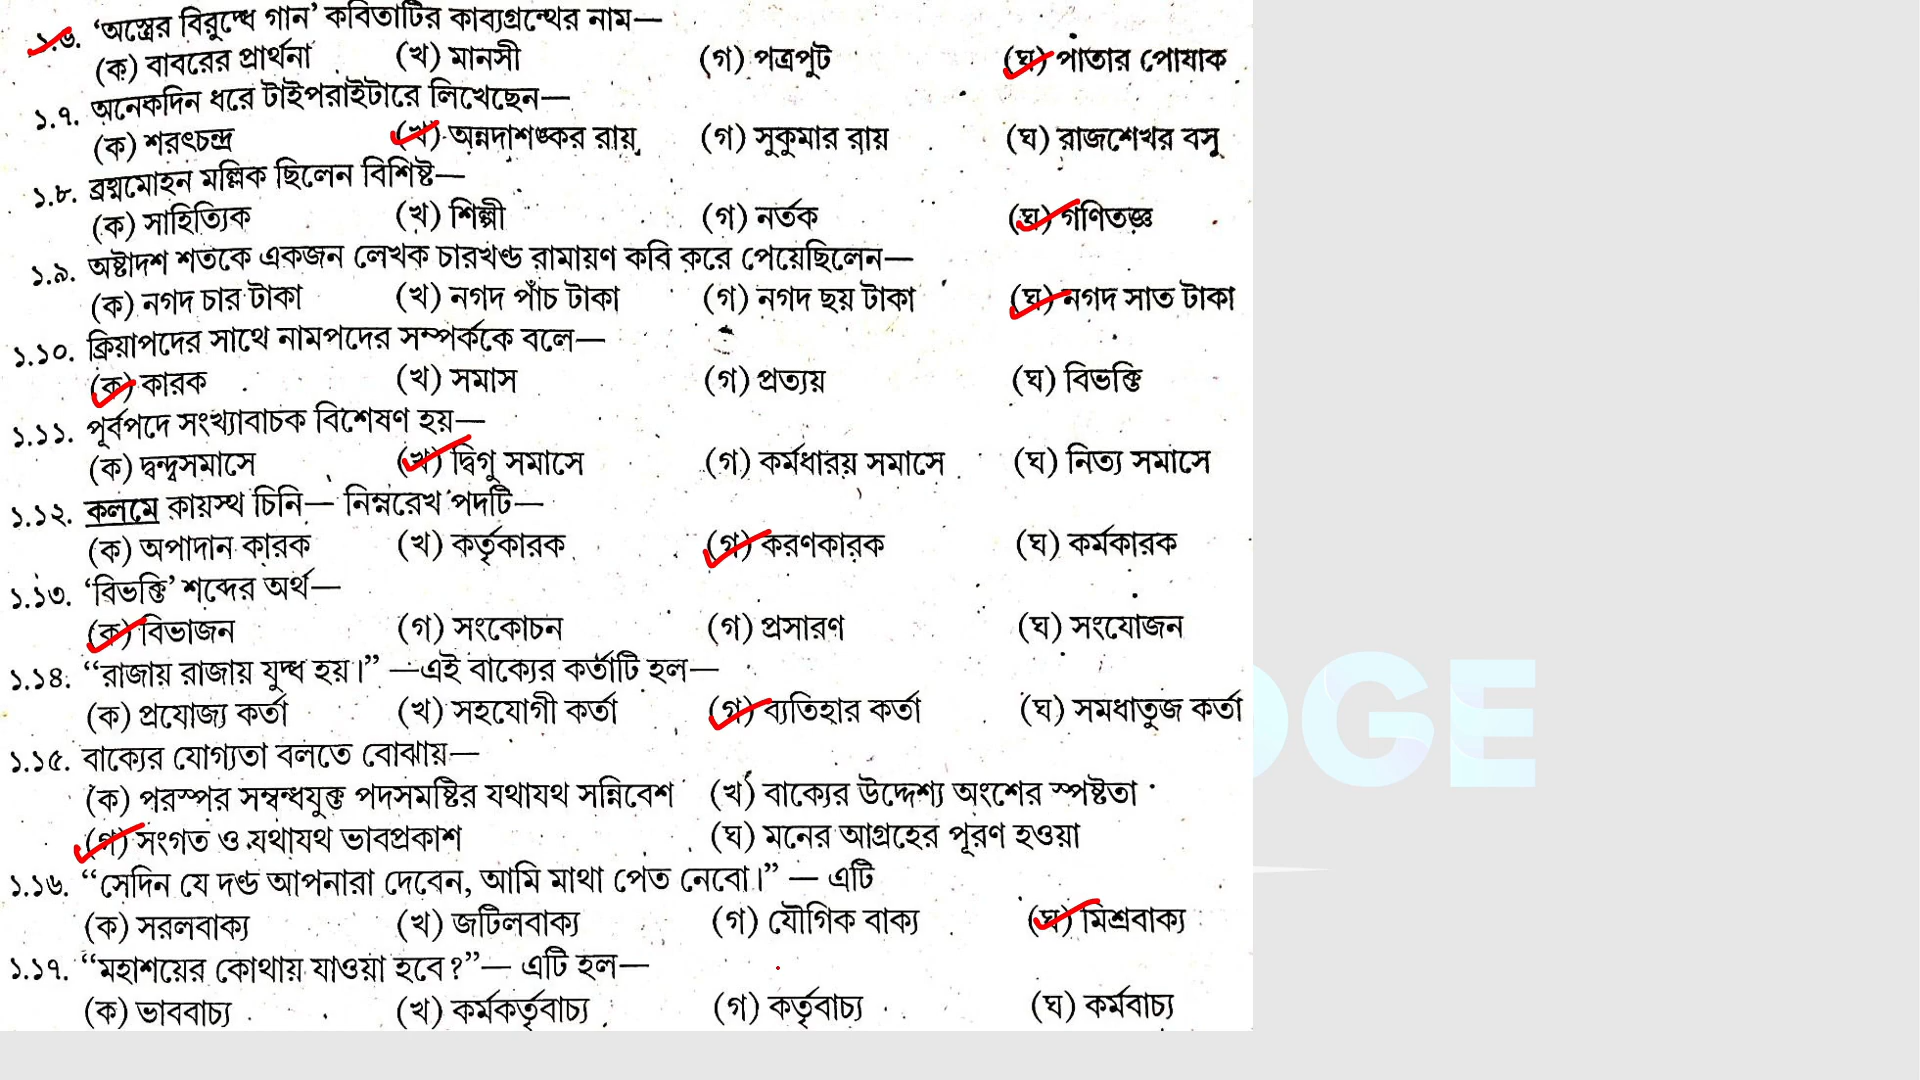 ১.৬. ‘অস্ত্রের বিরুদ্ধে গান’ কবিতাটির কাব্যগ্রন্থের নাম—
(ক) বাবরের প্রার্থনা (খ) মানসী (গ) পত্রপুট (ঘ) পাতার পোষাক
১.৭. অনেকদিন ধরে টাইপরাইটারে লিখেছেন—
(ক) শরৎচন্দ্র (খ) অন্নদাশঙ্কর রায় (গ) সুকুমার রায় (ঘ) রাজশেখর বসু
১.৮. ব্রহ্মমোহন মল্লিক ছিলেন বিশিষ্ট—
(ক) সাহিত্যিক (খ) শিল্পী (গ) নর্তক (ঘ) গণিতজ্ঞ
১.৯. অষ্টাদশ শতকে একজন লেখক চারখণ্ড রামায়ণ কবি করে পেয়েছিলেন—
(ক) নগদ চার টাকা (খ) নগদ পাঁচ টাকা (গ) নগদ ছয় টাকা (ঘ) নগদ সাত টাকা
১.১০. ক্রিয়াপদের সাথে নামপদের সম্পর্ককে বলে—
(ক) কারক (খ) সমাস (গ) প্রত্যয় (ঘ) বিভক্তি
১.১১. পূর্বপদে সংখ্যাবাচক বিশেষণ হয়—
(ক) দ্বন্দ্বসমাসে (খ) দ্বিগু সমাসে (গ) কর্মধারয় সমাসে (ঘ) নিত্য সমাসে
১.১২. কলমে কায়স্থ চিনি— নিম্নরেখ পদটি—
(ক) অপাদান কারক (খ) কর্তৃকারক (গ) করণকারক (ঘ) কর্মকারক
১.১৩. ‘বিভক্তি’ শব্দের অর্থ—
(ক) বিভাজন (গ) সংকোচন (গ) প্রসারণ (ঘ) সংযোজন
১.১৪. “রাজায় রাজায় যুদ্ধ হয়।” —এই বাক্যের কর্তাটি হল—
(ক) প্রযোজ্য কর্তা (খ) সহযোগী কর্তা (গ) ব্যতিহার কর্তা (ঘ) সমধাতুজ কর্তা
১.১৫. বাক্যের যোগ্যতা বলতে বোঝায়—
(ক) পরস্পর সম্বন্ধযুক্ত পদসমষ্টির যথাযথ সন্নিবেশ (খ) বাক্যের উদ্দেশ্য অংশের স্পষ্টতা
(গ) সংগত ও যথাযথ ভাবপ্রকাশ (ঘ) মনের আগ্রহের পূরণ হওয়া
১.১৬. “সেদিন যে দণ্ড আপনারা দেবেন, আমি মাথা পেত নেবো।” — এটি
(ক) সরলবাক্য (খ) জটিলবাক্য (গ) যৌগিক বাক্য (ঘ) মিশ্রবাক্য
১.১৭. “মহাশয়ের কোথায় যাওয়া হবে?”— এটি হল—
(ক) ভাববাচ্য (খ) কর্মকর্তৃবাচ্য (গ) কর্তৃবাচ্য (ঘ) কর্মবাচ্য